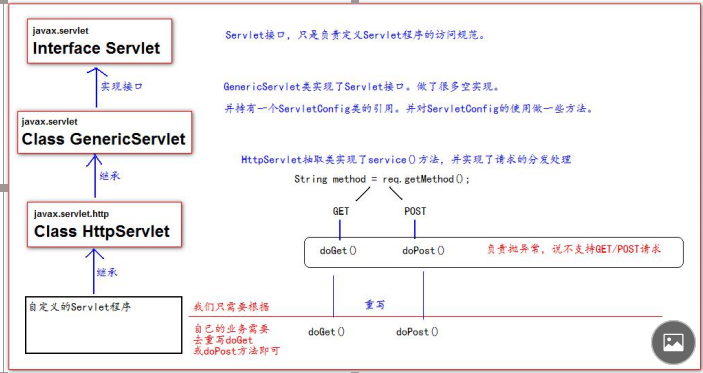 javax.servlet
Interface Servlet
Servlet接口，只是负责定义Servlet程序的访问规范。
实现接口
javax.servlet
Class GenericServlet
GenericServlet类实现了Servlet接口。做了很多空实现。
并持有一个ServletConfig类的引用。并对ServletConfig的使用做一些方法。
继承
HttpServlet抽取类实现了service()方法，并实现了请求的分发处理
String method = req.getMethod();
javax.servlet.http
Class HttpServlet
GET
POST
doGet()
doPost()
负责抛异常，说不支持GET/POST请求
继承
自定义的Servlet程序
我们只需要根据
重写
自己的业务需要
去重写doGet
或doPost方法即可
doGet()
doPost()